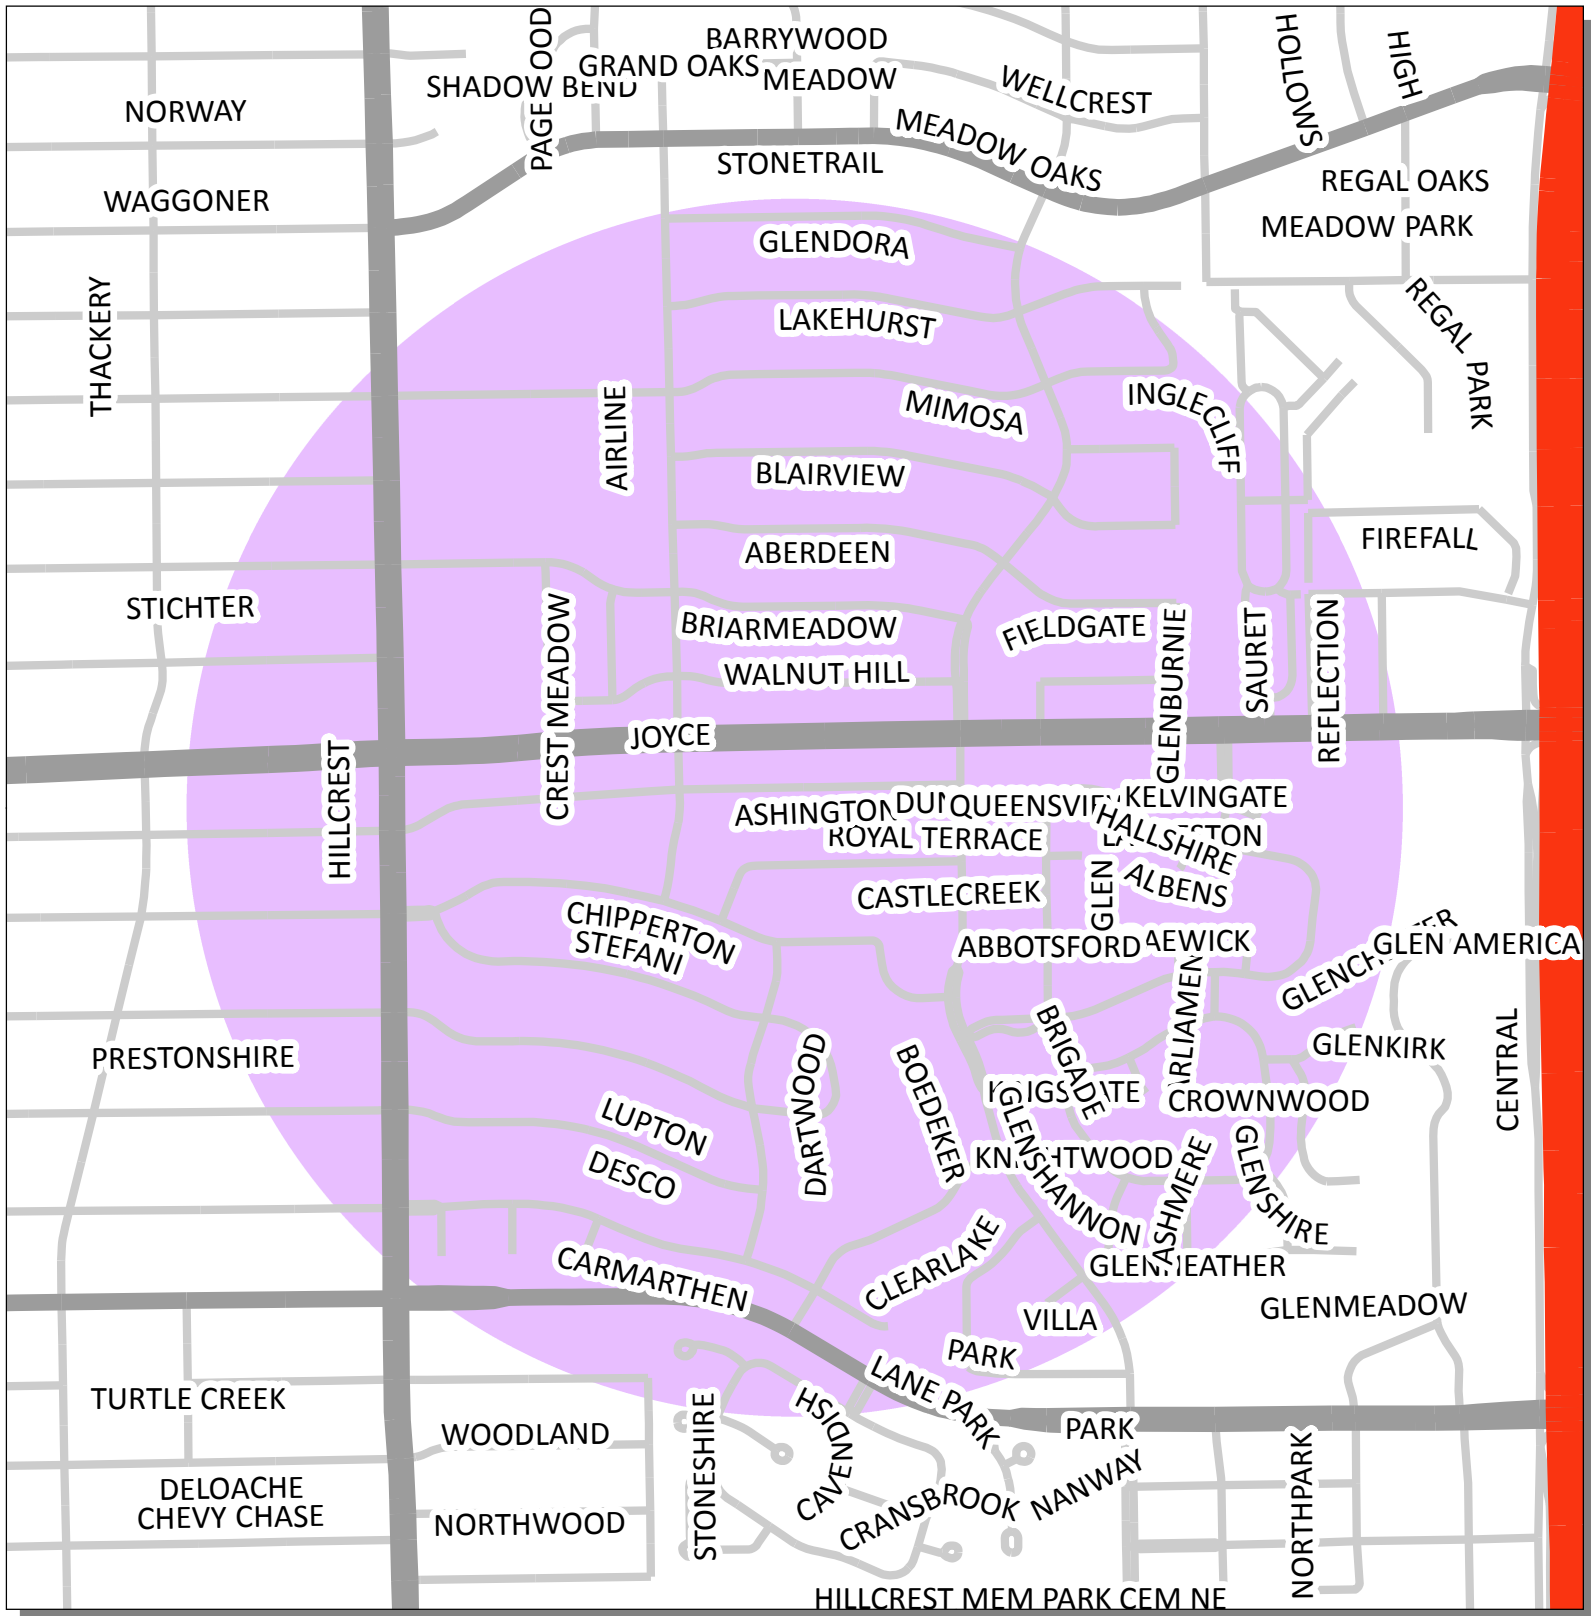 BARRYWOOD
GRAND OAKS
SHADOW BEND
MEADOW
WELLCREST
HOLLOWS
HIGH
NORWAY
MEADOW OAKS
STONETRAIL
REGAL OAKS
WAGGONER
MEADOW PARK
GLENDORA
THACKERY
REGAL PARK
LAKEHURST
AIRLINE
MIMOSA
INGLECLIFF
BLAIRVIEW
FIREFALL
ABERDEEN
STICHTER
CREST MEADOW
BRIARMEADOW
FIELDGATE
GLENBURNIE
SAURET
REFLECTION
WALNUT HILL
JOYCE
HILLCREST
ASHINGTON
KELVINGATE
ROYAL TERRACE
HALLSHIRE
CASTLECREEK
GLEN
ALBENS
CHIPPERTON
STEFANI
ABBOTSFORD
GLEN AMERICA
PRESTONSHIRE
DARTWOOD
BOEDEKER
BRIGADE
GLENKIRK
CENTRAL
CROWNWOOD
LUPTON
GLENSHANNON
DESCO
ASHMERE
GLENSHIRE
CARMARTHEN
CLEARLAKE
VILLA
GLENMEADOW
PARK
LANE PARK
TURTLE CREEK
STONESHIRE
CAVENDISH
PARK
WOODLAND
NANWAY
NORTHPARK
DELOACHE
CHEVY CHASE
NORTHWOOD
CRANSBROOK
HILLCREST MEM PARK CEM NE